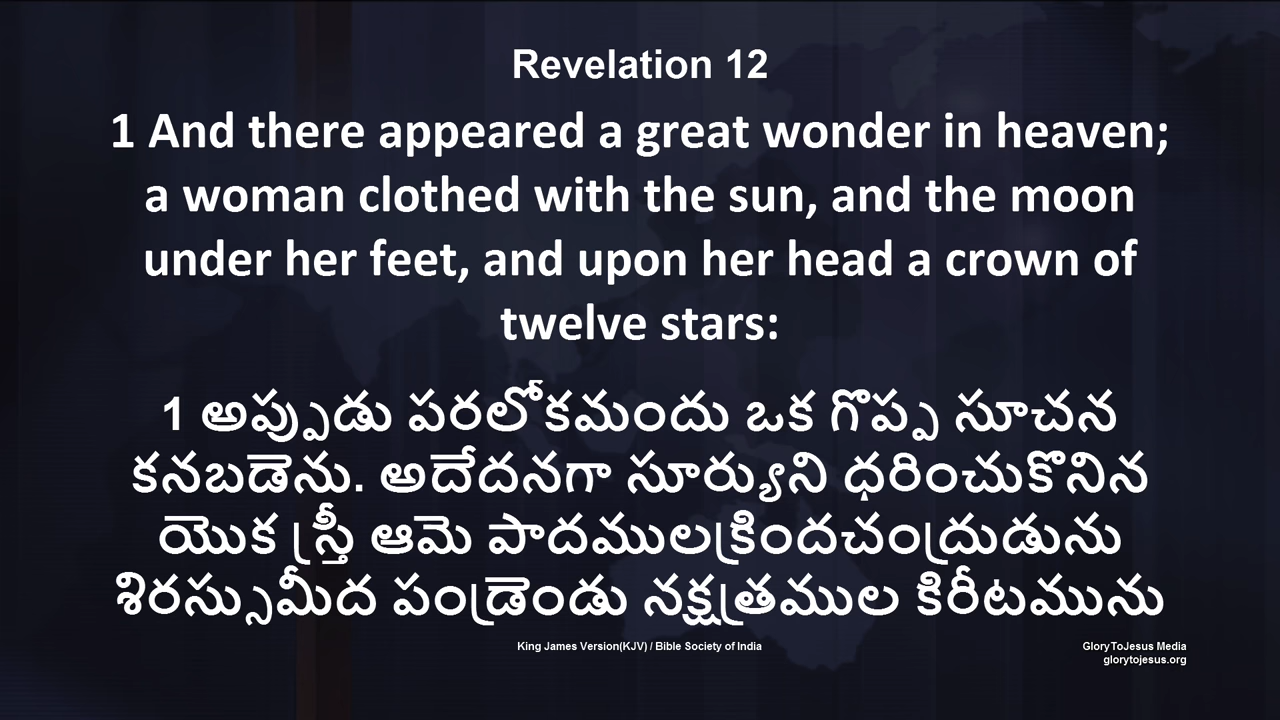 Revelation 12
1 And there appeared a great wonder in heaven;
a woman clothed with the sun, and the moon
under her feet, and upon her head a crown of
twelve stars:
1 అప్పుడు పరలోకమందు ఒక గొప్ప సూచన
కనబడెను. అదేదనగా సూర్యుని ధరించుకొనిన
యొక స్త్రీ ఆమె పాదములక్రిందచంద్రుడును
శిరస్సుమీద పండ్రెండు నక్షత్రముల కిరీటమును
King James Version(KJV) / Bible Society of India
GloryToJesus Media
glorytojesus.org